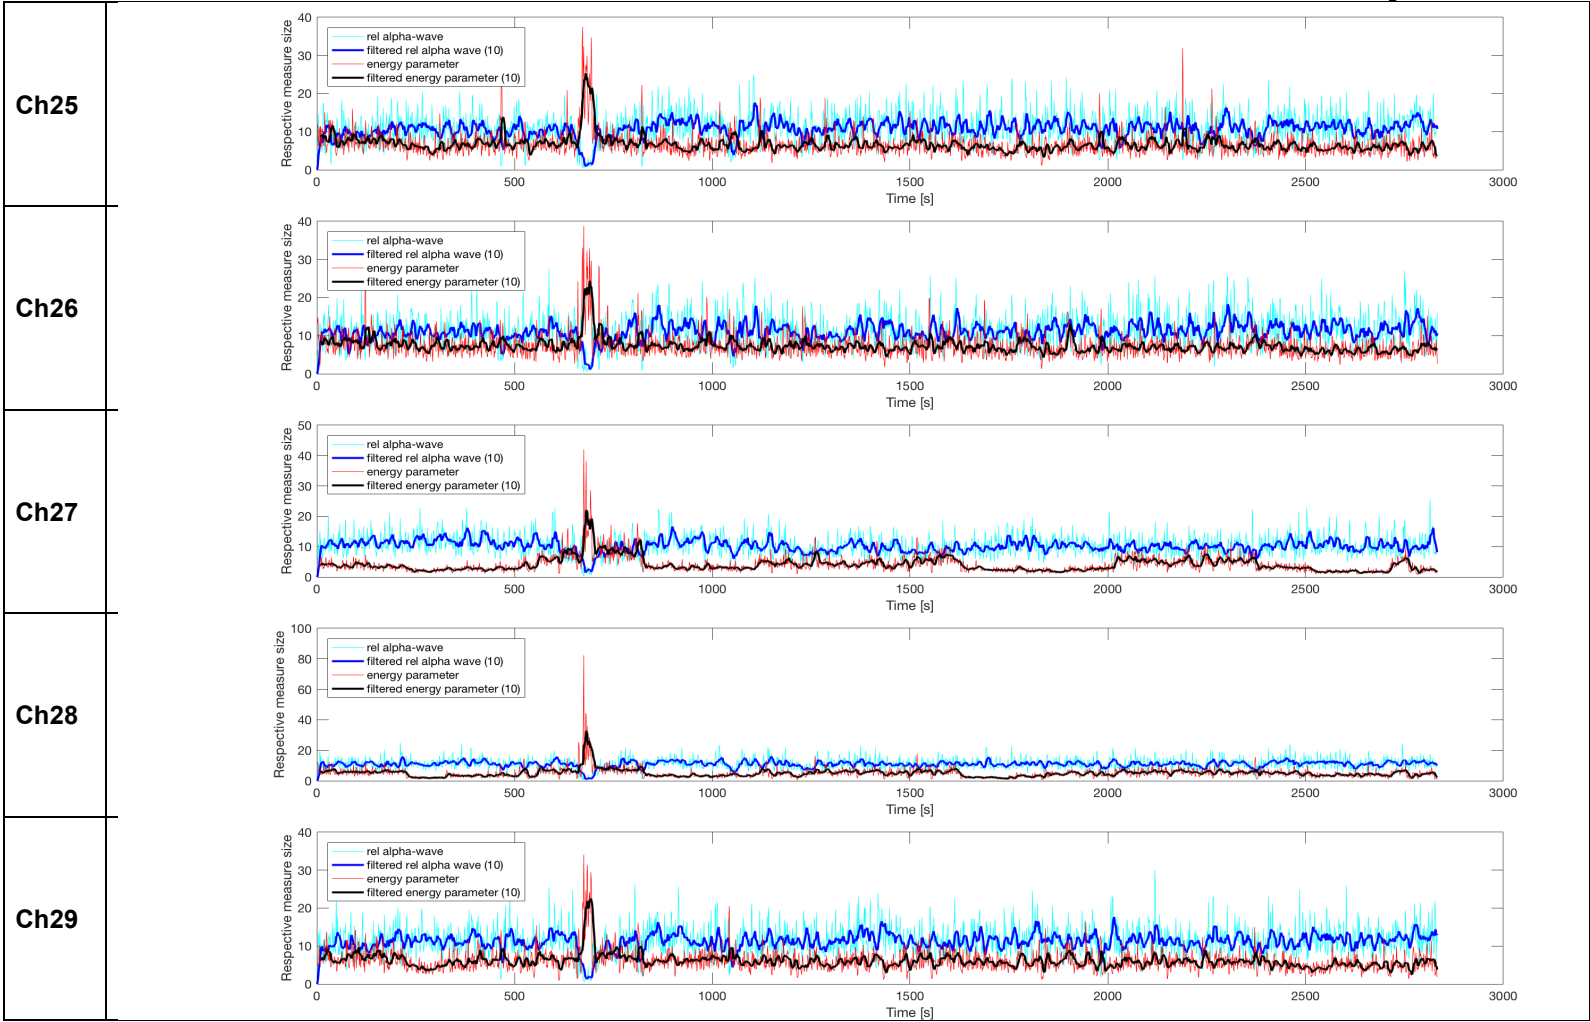 Ch25
Respective measure size
40
30
20
10
0
rel alpha-wave
filtered rel alpha wave (10)
energy parameter
filtered energy parameter (10)
0 500 1000 1500 2000 2500 3000
Time [s]
Ch26
Respective measure size
40
30
20
10
0
rel alpha-wave
filtered rel alpha wave (10)
energy parameter
filtered energy parameter (10)
0 500 1000 1500 2000 2500 3000
Time [s]
Ch27
Respective measure size
50
40
30
20
10
0
rel alpha-wave
filtered rel alpha wave (10)
energy parameter
filtered energy parameter (10)
0 500 1000 1500 2000 2500 3000
Time [s]
Ch28
Respective measure size
100
80
60
40
20
0
rel alpha-wave
filtered rel alpha wave (10)
energy parameter
filtered energy parameter (10)
0 500 1000 1500 2000 2500 3000
Time [s]
Ch29
Respective measure size
40
30
20
10
0
rel alpha-wave
filtered rel alpha wave (10)
energy parameter
filtered energy parameter (10)
0 500 1000 1500 2000 2500 3000
Time [s]